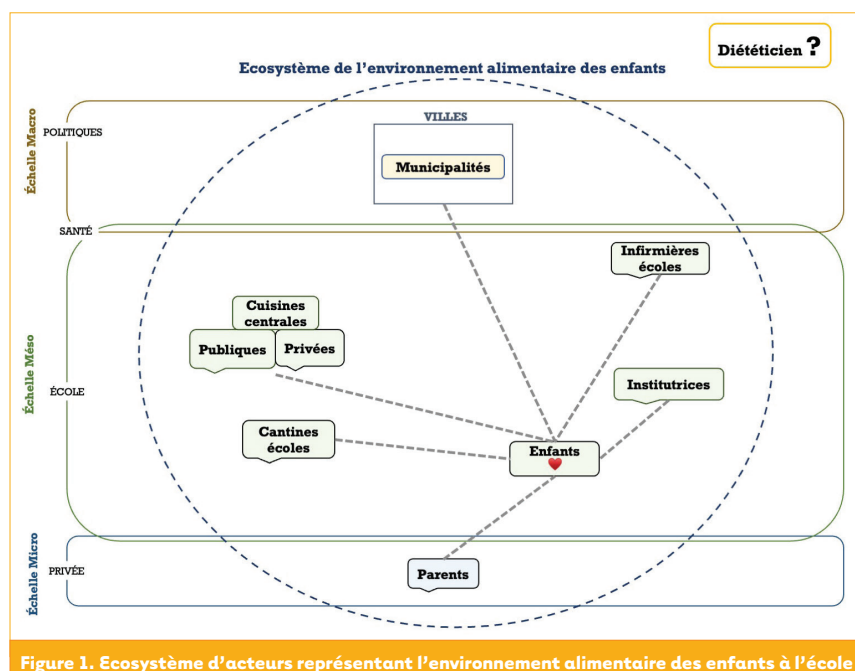 Diététicien ?
Ecosystème de l'environnement alimentaire des enfants
VILLES
POLITIQUES
Échelle Macro
Municipalités
SANTÉ
Infirmières
écoles
Cuisines
centrales
Publiques
Privées
Échelle Méso
ÉCOLE
Institutrices
Cantines
écoles
Enfants
Échelle Micro
PRIVÉE
Parents
Figure 1. Ecosystème d'acteurs représentant l'environnement alimentaire des enfants à l'école